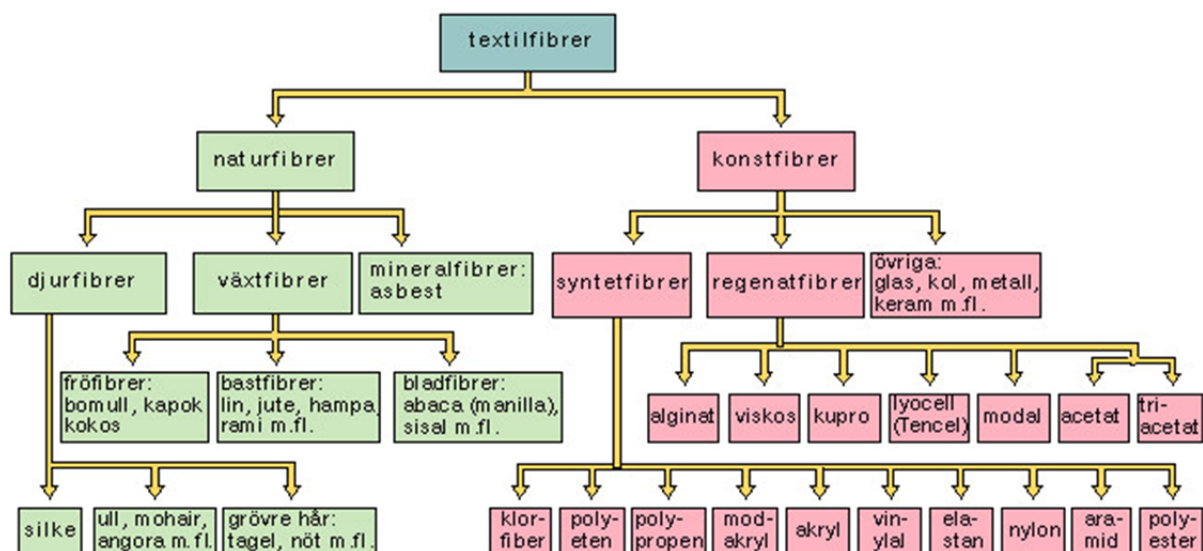 textilfibrer
naturfibrer
konstfibrer
djurfibrer
växtfibrer
mineralfibrer:
asbest
syntetfibrer
regenatfibrer
övriga:
glas, kol, metall,
keram m.fl.
fröfibrer:
bomull, kapok
kokos
bastfibrer:
lin, jute, hampa,
rami m.fl.
bladfibrer:
abaca (manilla),
sisal m.fl.
alginat
viskos
kupro
lyocell
(Tencel)
modal
acetat
tri-
acetat
silke
ull, mohair,
angora m.fl.
grövre hår:
tagel, nöt m.fl.
klor-
fiber
poly-
eten
poly-
propen
mod-
akryl
akryl
vin-
ylal
ela-
stan
nylon
ara-
mid
poly-
ester